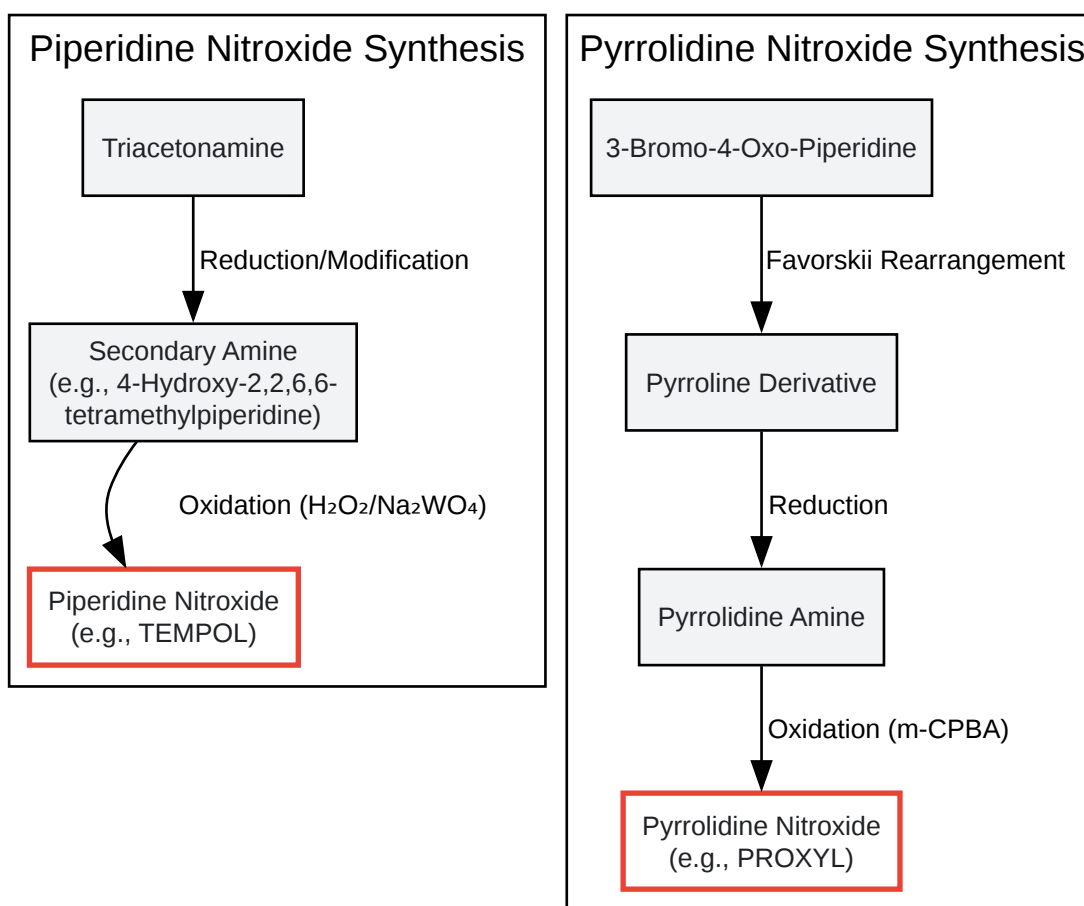 Piperidine Nitroxide Synthesis
Triacetonamine
Reduction/Modification
Secondary Amine
(e.g., 4-Hydroxy-2,2,6,6-
tetramethylpiperidine)
Oxidation (H₂O₂/Na₂WO₄)
Piperidine Nitroxide
(e.g., TEMPOL)
Pyrrolidine Nitroxide Synthesis
3-Bromo-4-Oxo-Piperidine
Favorskii Rearrangement
Pyrroline Derivative
Reduction
Pyrrolidine Amine
Oxidation (m-CPBA)
Pyrrolidine Nitroxide
(e.g., PROXYL)